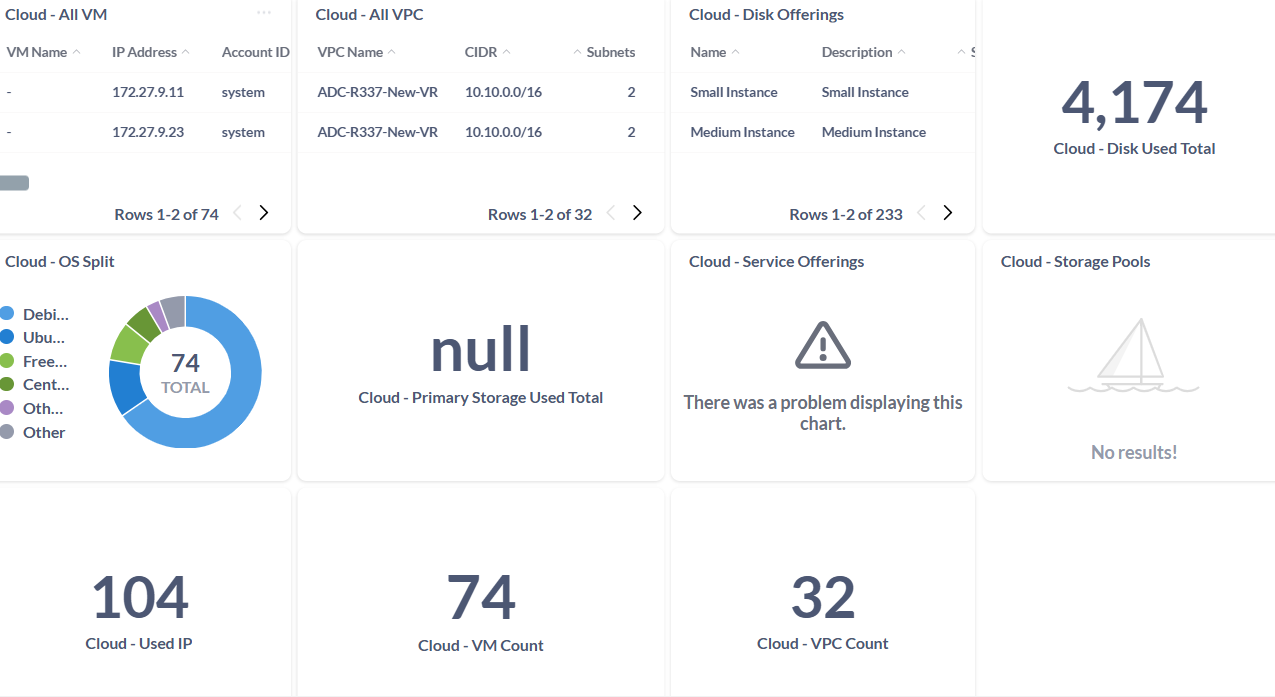 Cloud - All VM
VM Name IP Address Account ID
- 172.27.9.11 system
- 172.27.9.23 system
Rows 1-2 of 74
Cloud - All VPC
VPC Name CIDR Subnets
ADC-R337-New-VR 10.10.0.0/16 2
ADC-R337-New-VR 10.10.0.0/16 2
Rows 1-2 of 32
Cloud - Disk Offerings
Name Description
Small Instance Small Instance
Medium Instance Medium Instance
Rows 1-2 of 233
4,174
Cloud - Disk Used Total
Cloud - OS Split
Debi...
Ubu...
Free...
Cent...
Oth...
Other
74
TOTAL
null
Cloud - Primary Storage Used Total
Cloud - Service Offerings
There was a problem displaying this
chart.
Cloud - Storage Pools
No results!
104
Cloud - Used IP
74
Cloud - VM Count
32
Cloud - VPC Count